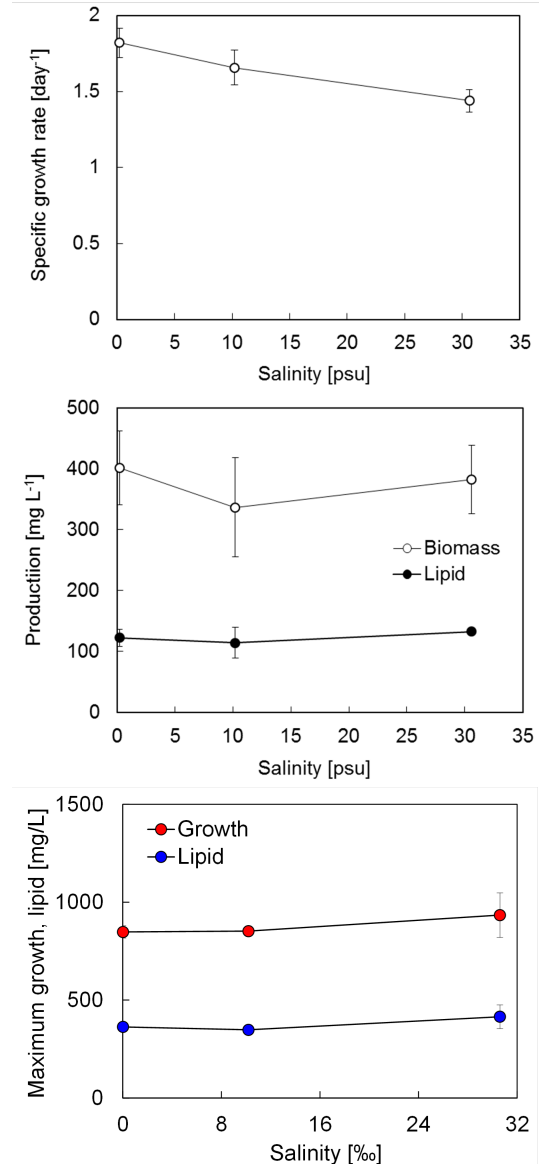 Specific growth rate [day-1]
2
1.5
1
0.5
0
0 5 10 15 20 25 30 35
Salinity [psu]
Productiion [mg L-1]
500
400
300
200
100
0
Biomass
Lipid
0 5 10 15 20 25 30 35
Salinity [psu]
Maximum growth, lipid [mg/L]
1500
1000
500
0
Growth
Lipid
0 8 16 24 32
Salinity [‰]